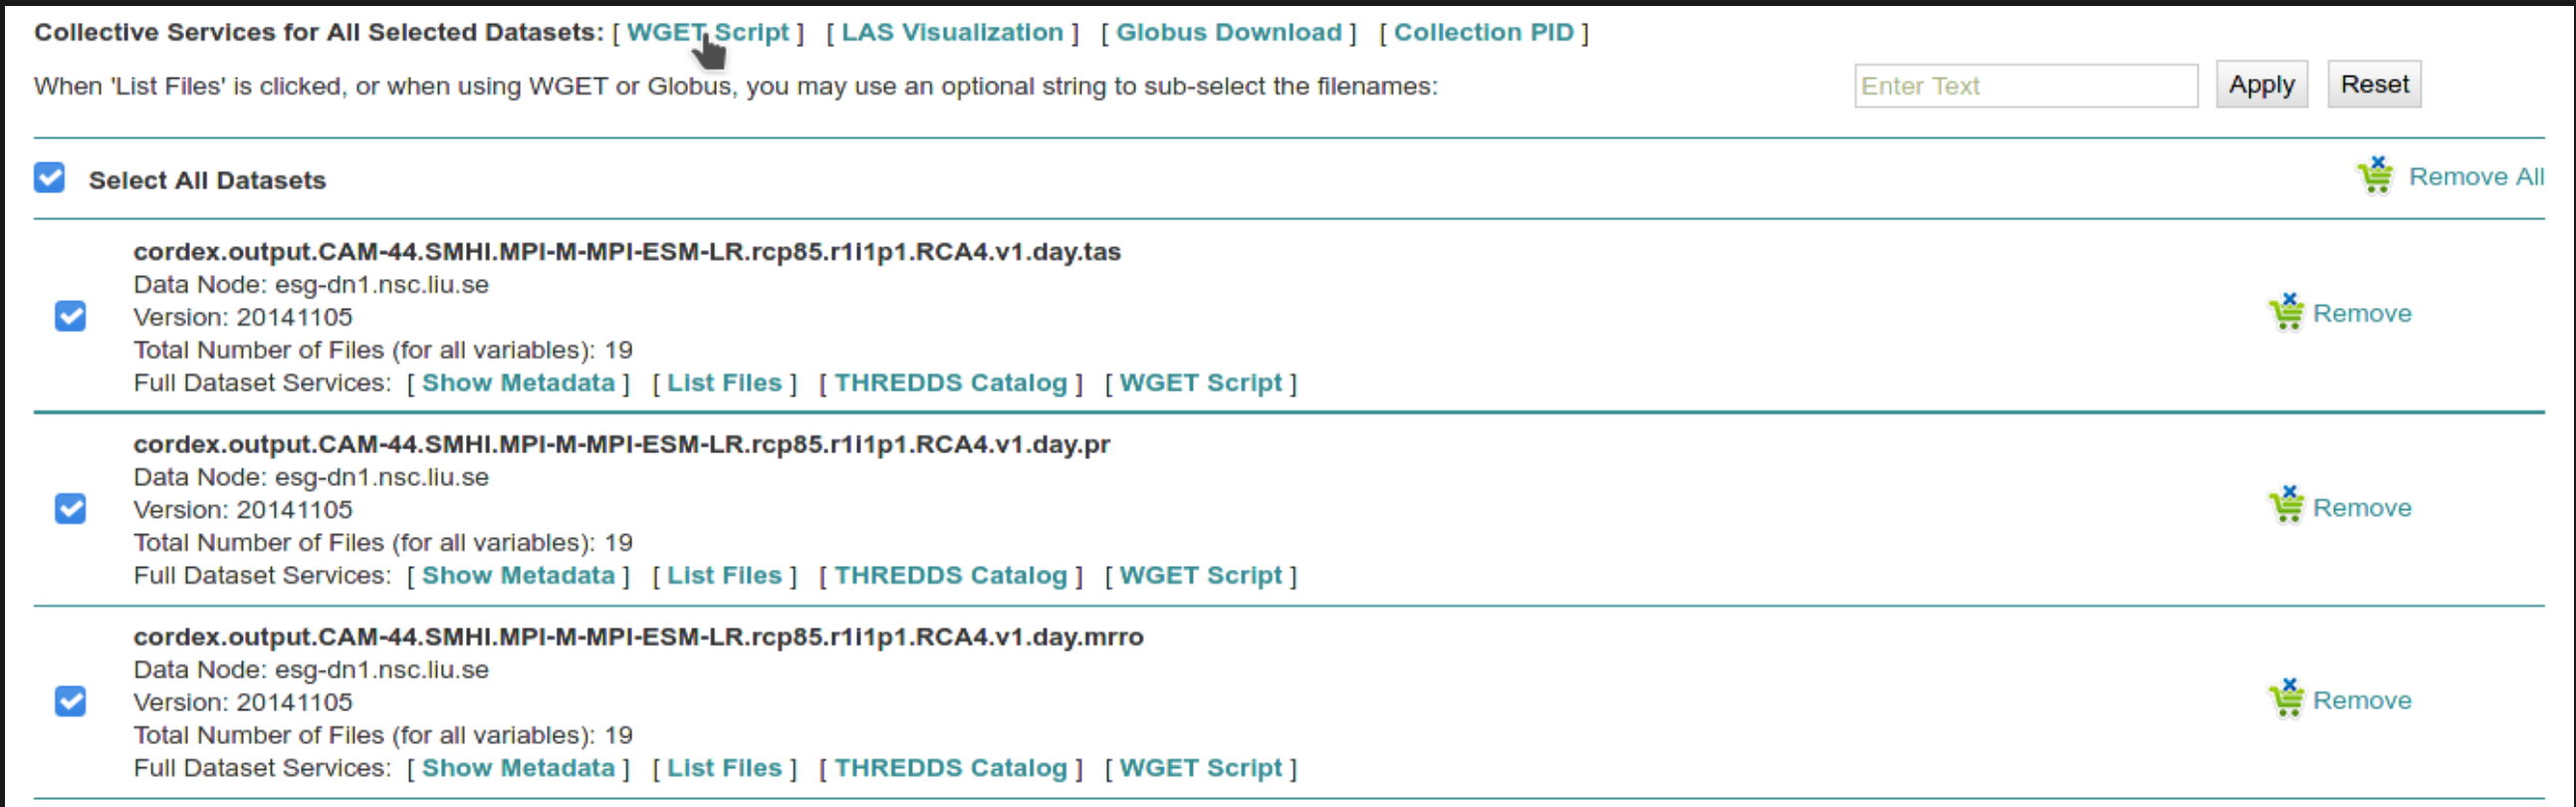 Collective Services for All Selected Datasets: [ WGET Script ] [ LAS Visualization ] [ Globus Download ] [ Collection PID ]
When 'List Files' is clicked, or when using WGET or Globus, you may use an optional string to sub-select the filenames: Enter Text Apply Reset
Select All Datasets Remove All
cordex.output.CAM-44.SMHI.MPI-M-MPI-ESM-LR.rcp85.r1i1p1.RCA4.v1.day.tas
Data Node: esg-dn1.nsc.liu.se
Remove
Version: 20141105
Total Number of Files (for all variables): 19
Full Dataset Services: [ Show Metadata ] [ List Files ] [ THREDDS Catalog ] [ WGET Script ]
cordex.output.CAM-44.SMHI.MPI-M-MPI-ESM-LR.rcp85.r1i1p1.RCA4.v1.day.pr
Data Node: esg-dn1.nsc.liu.se
Version: 20141105 Remove
Total Number of Files (for all variables): 19
Full Dataset Services: [ Show Metadata ] [ List Files ] [ THREDDS Catalog ] [ WGET Script ]
cordex.output.CAM-44.SMHI.MPI-M-MPI-ESM-LR.rcp85.r1i1p1.RCA4.v1.day.mrro
Data Node: esg-dn1.nsc.liu.se
Version: 20141105 Remove
Total Number of Files (for all variables): 19
Full Dataset Services: [ Show Metadata ] [ List Files ] [ THREDDS Catalog ] [ WGET Script ]